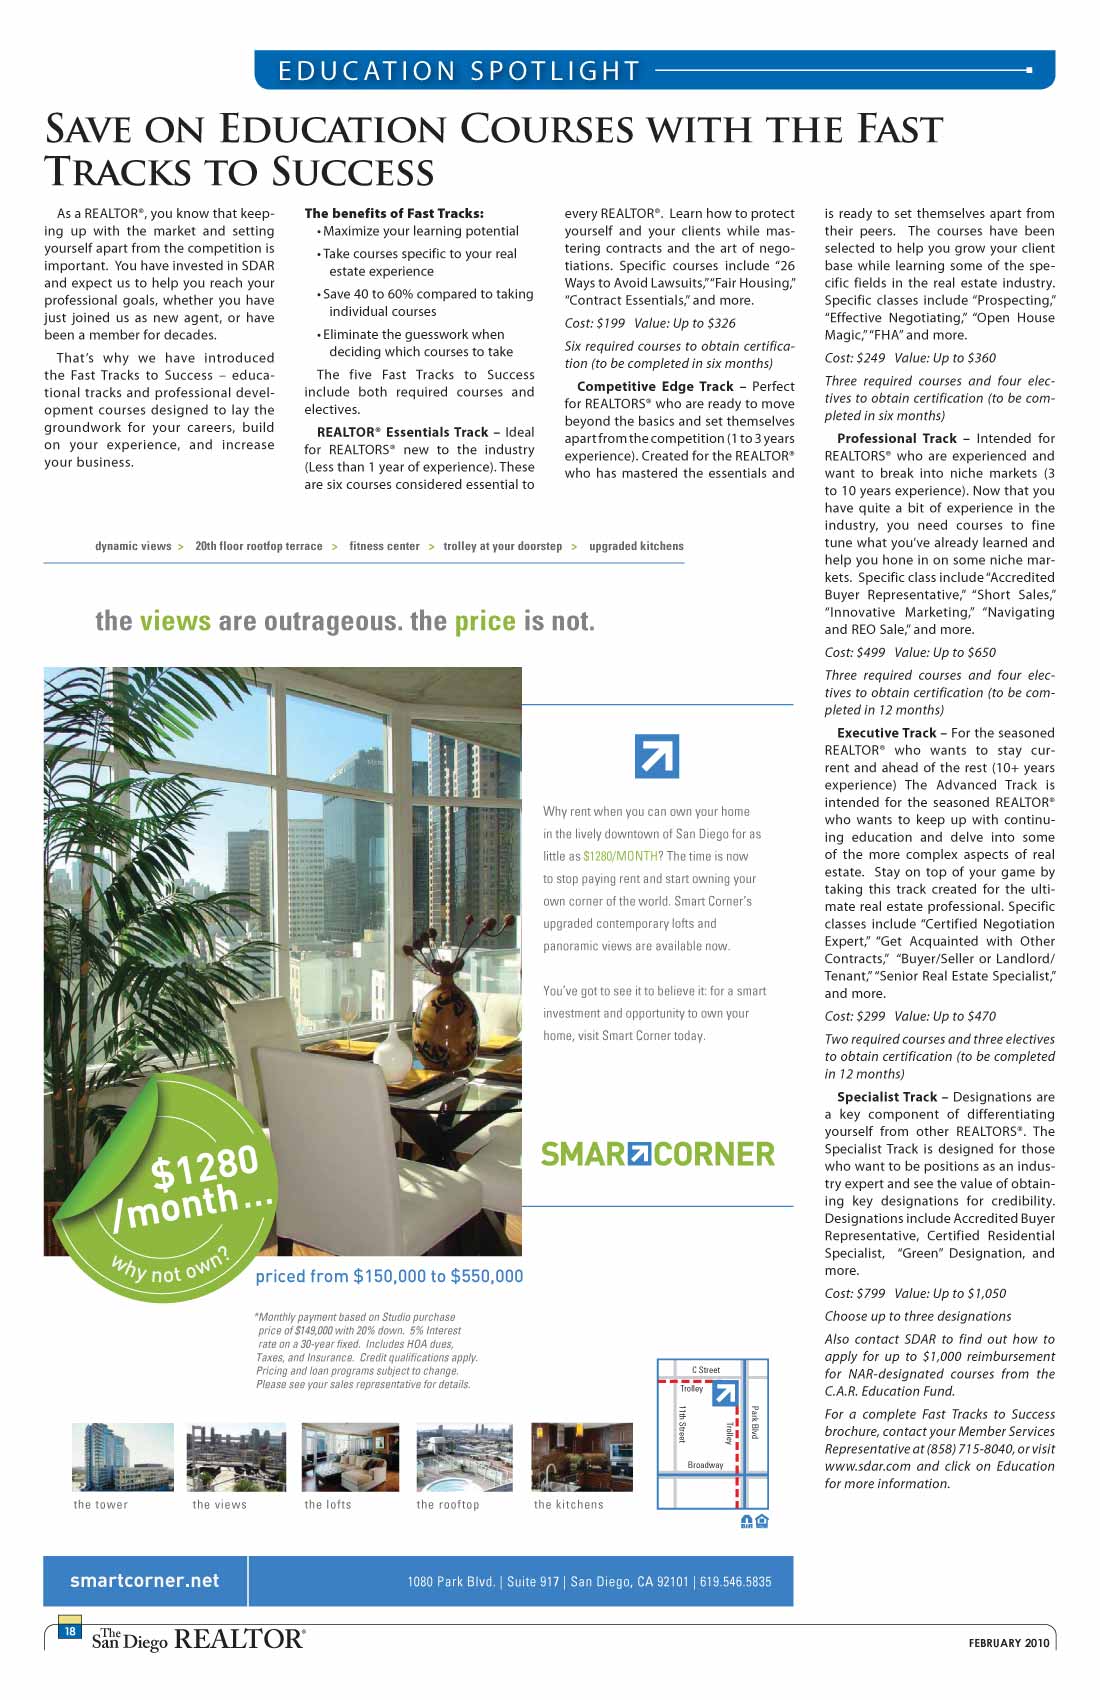 EDUCATION SPOTLIGHT
SAVE ON EDUCATION COURSES WITH THE FAST
TRACKS TO SUCCESS
As a REALTOR®, you know that keep-
ing up with the market and setting
yourself apart from the competition is
important. You have invested in SDAR
and expect us to help you reach your
professional goals, whether you have
just joined us as new agent, or have
been a member for decades.
That's why we have introduced
the Fast Tracks to Success – educa-
tional tracks and professional devel-
opment courses designed to lay the
groundwork for your careers, build
on your experience, and increase
your business.
The benefits of Fast Tracks:
• Maximize your learning potential
• Take courses specific to your real
estate experience
• Save 40 to 60% compared to taking
individual courses
• Eliminate the guesswork when
deciding which courses to take
The five Fast Tracks to Success
include both required courses and
electives.
REALTOR® Essentials Track – Ideal
for REALTORS® new to the industry
(Less than 1 year of experience). These
are six courses considered essential to
every REALTOR®. Learn how to protect
yourself and your clients while mas-
tering contracts and the art of nego-
tiations. Specific courses include "26
Ways to Avoid Lawsuits," "Fair Housing,"
"Contract Essentials," and more.
Cost: $199 Value: Up to $326
Six required courses to obtain certifica-
tion (to be completed in six months)
Competitive Edge Track – Perfect
for REALTORS® who are ready to move
beyond the basics and set themselves
apart from the competition (1 to 3 years
experience). Created for the REALTOR®
who has mastered the essentials and
is ready to set themselves apart from
their peers. The courses have been
selected to help you grow your client
base while learning some of the spe-
cific fields in the real estate industry.
Specific classes include "Prospecting,"
"Effective Negotiating," "Open House
Magic," "FHA" and more.
Cost: $249 Value: Up to $360
Three required courses and four elec-
tives to obtain certification (to be com-
pleted in six months)
Professional Track – Intended for
REALTORS® who are experienced and
want to break into niche markets (3
to 10 years experience). Now that you
have quite a bit of experience in the
industry, you need courses to fine
tune what you've already learned and
help you hone in on some niche mar-
kets. Specific class include "Accredited
Buyer Representative," "Short Sales,"
"Innovative Marketing," "Navigating
and REO Sale," and more.
Cost: $499 Value: Up to $650
Three required courses and four elec-
tives to obtain certification (to be com-
pleted in 12 months)
Executive Track – For the seasoned
REALTOR® who wants to stay cur-
rent and ahead of the rest (10+ years
experience) The Advanced Track is
intended for the seasoned REALTOR®
who wants to keep up with continu-
ing education and delve into some
of the more complex aspects of real
estate. Stay on top of your game by
taking this track created for the ulti-
mate real estate professional. Specific
classes include "Certified Negotiation
Expert," "Get Acquainted with Other
Contracts," "Buyer/Seller or Landlord/
Tenant," "Senior Real Estate Specialist,"
and more.
Cost: $299 Value: Up to $470
Two required courses and three electives
to obtain certification (to be completed
in 12 months)
Specialist Track – Designations are
a key component of differentiating
yourself from other REALTORS®. The
Specialist Track is designed for those
who want to be positions as an indus-
try expert and see the value of obtain-
ing key designations for credibility.
Designations include Accredited Buyer
Representative, Certified Residential
Specialist, "Green" Designation, and
more.
Cost: $799 Value: Up to $1,050
Choose up to three designations
Also contact SDAR to find out how to
apply for up to $1,000 reimbursement
for NAR-designated courses from the
C.A.R. Education Fund.
For a complete Fast Tracks to Success
brochure, contact your Member Services
Representative at (858) 715-8040, or visit
www.sdar.com and click on Education
for more information.
dynamic views > 20th floor rootfop terrace > fitness center > trolley at your doorstep > upgraded kitchens
the views are outrageous. the price is not.
Why rent when you can own your home
in the lively downtown of San Diego for as
little as $1280/MONTH? The time is now
to stop paying rent and start owning your
own corner of the world. Smart Corner's
upgraded contemporary lofts and
panoramic views are available now.
You've got to see it to believe it: for a smart
investment and opportunity to own your
home, visit Smart Corner today.
SMAR CORNER
$1280
/month...
why not own?
priced from $150,000 to $550,000
*Monthly payment based on Studio purchase
price of $149,000 with 20% down. 5% Interest
rate on a 30-year fixed. Includes HOA dues,
Taxes, and Insurance. Credit qualifications apply.
Pricing and loan programs subject to change.
Please see your sales representative for details.
C Street
Trolley
11th Street
Trolley
Park Blvd
Broadway
the tower
the views
the lofts
the rooftop
the kitchens
smartcorner.net
1080 Park Blvd. | Suite 917 | San Diego, CA 92101 | 619.546.5835
18
The San Diego REALTOR®
FEBRUARY 2010